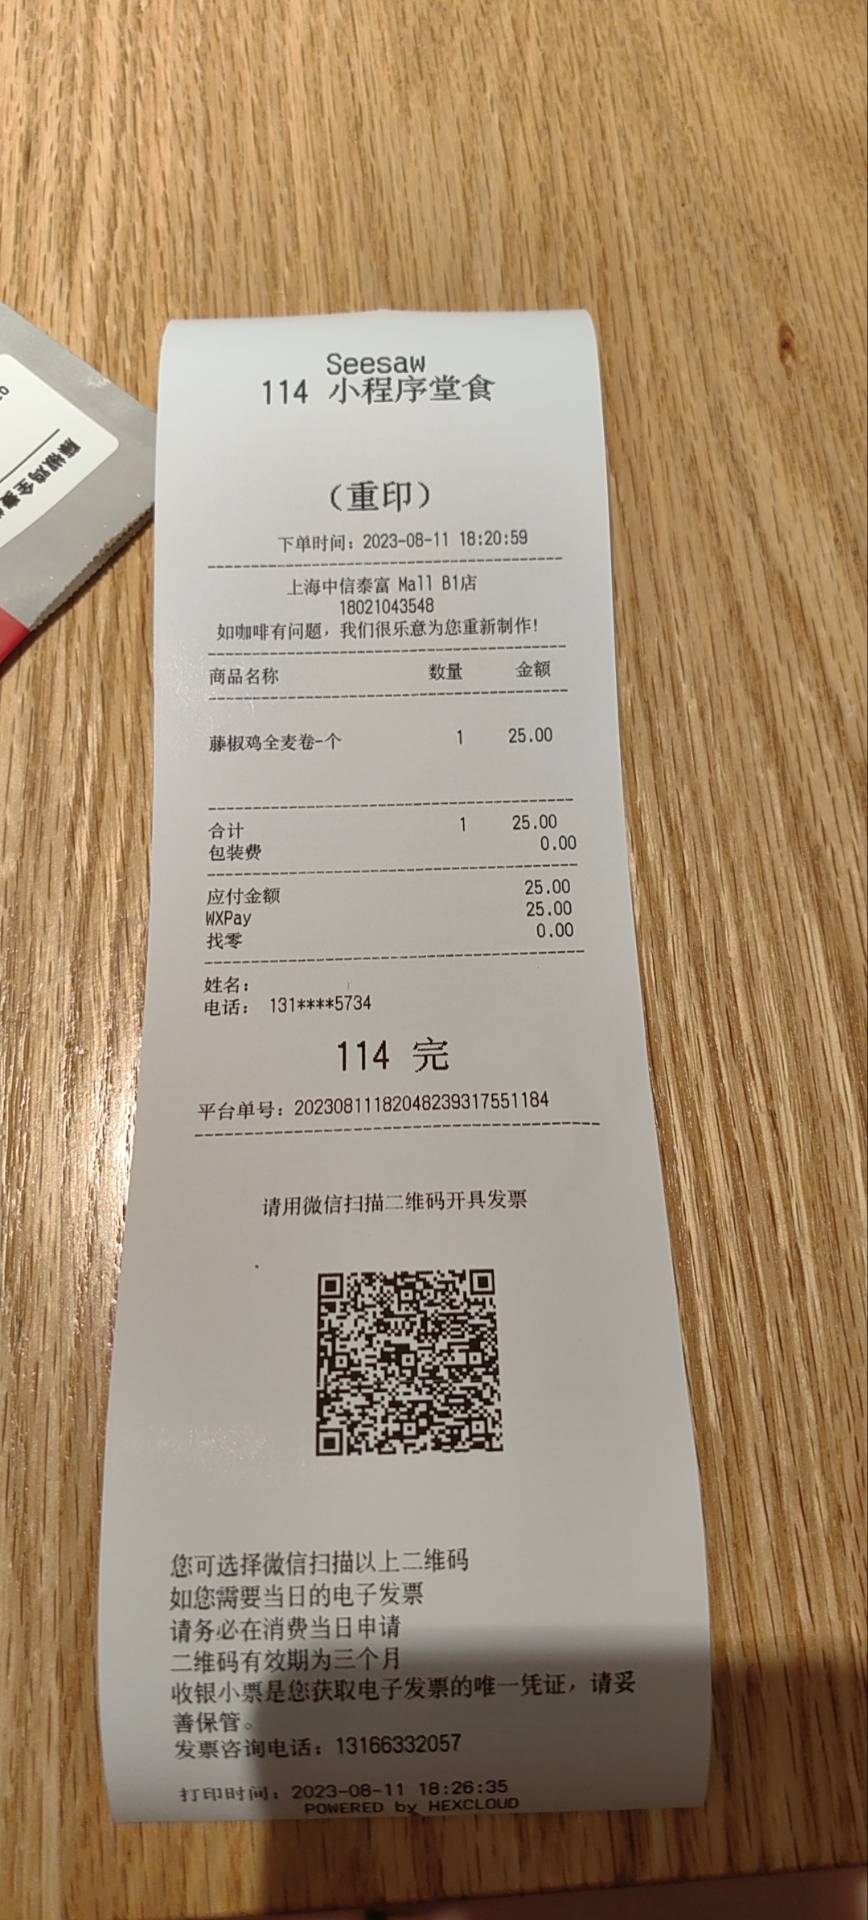 Seesaw
114 小程序堂食
（重印）
下单时间：2023-08-11 18:20:59
上海中信泰富 Mall B1店
18021043548
如咖啡有问题，我们很乐意为您重新制作！
商品名称 数量 金额
藤椒鸡全麦卷-个 1 25.00
合计 1 25.00
包装费 0.00
应付金额 25.00
WXPay 25.00
找零 0.00
姓名：
电话： 131****5734
114 完
平台单号：20230811182048239317551184
请用微信扫描二维码开具发票
您可选择微信扫描以上二维码
如您需要当日的电子发票
请务必在消费当日申请
二维码有效期为三个月
收银小票是您获取电子发票的唯一凭证，请妥
善保管。
发票咨询电话：13166332057
打印时间：2023-08-11 18:26:35
POWERED by HEXCLOUD
藤椒鸡全麦